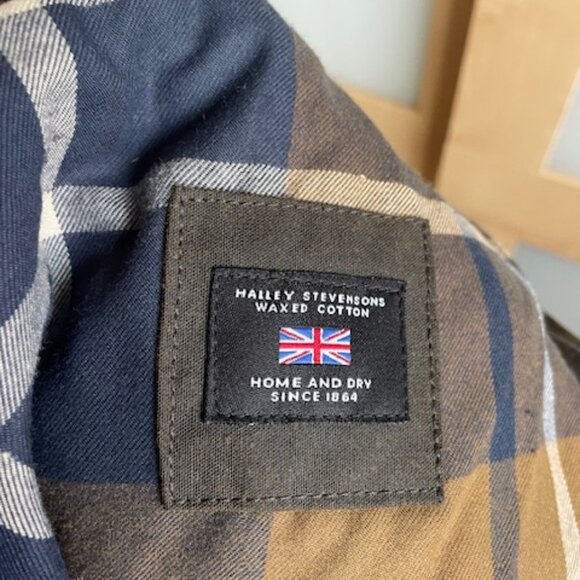 HALLEY STEVENSONS
WAXED COTTON
HOME AND DRY
SINCE 1864